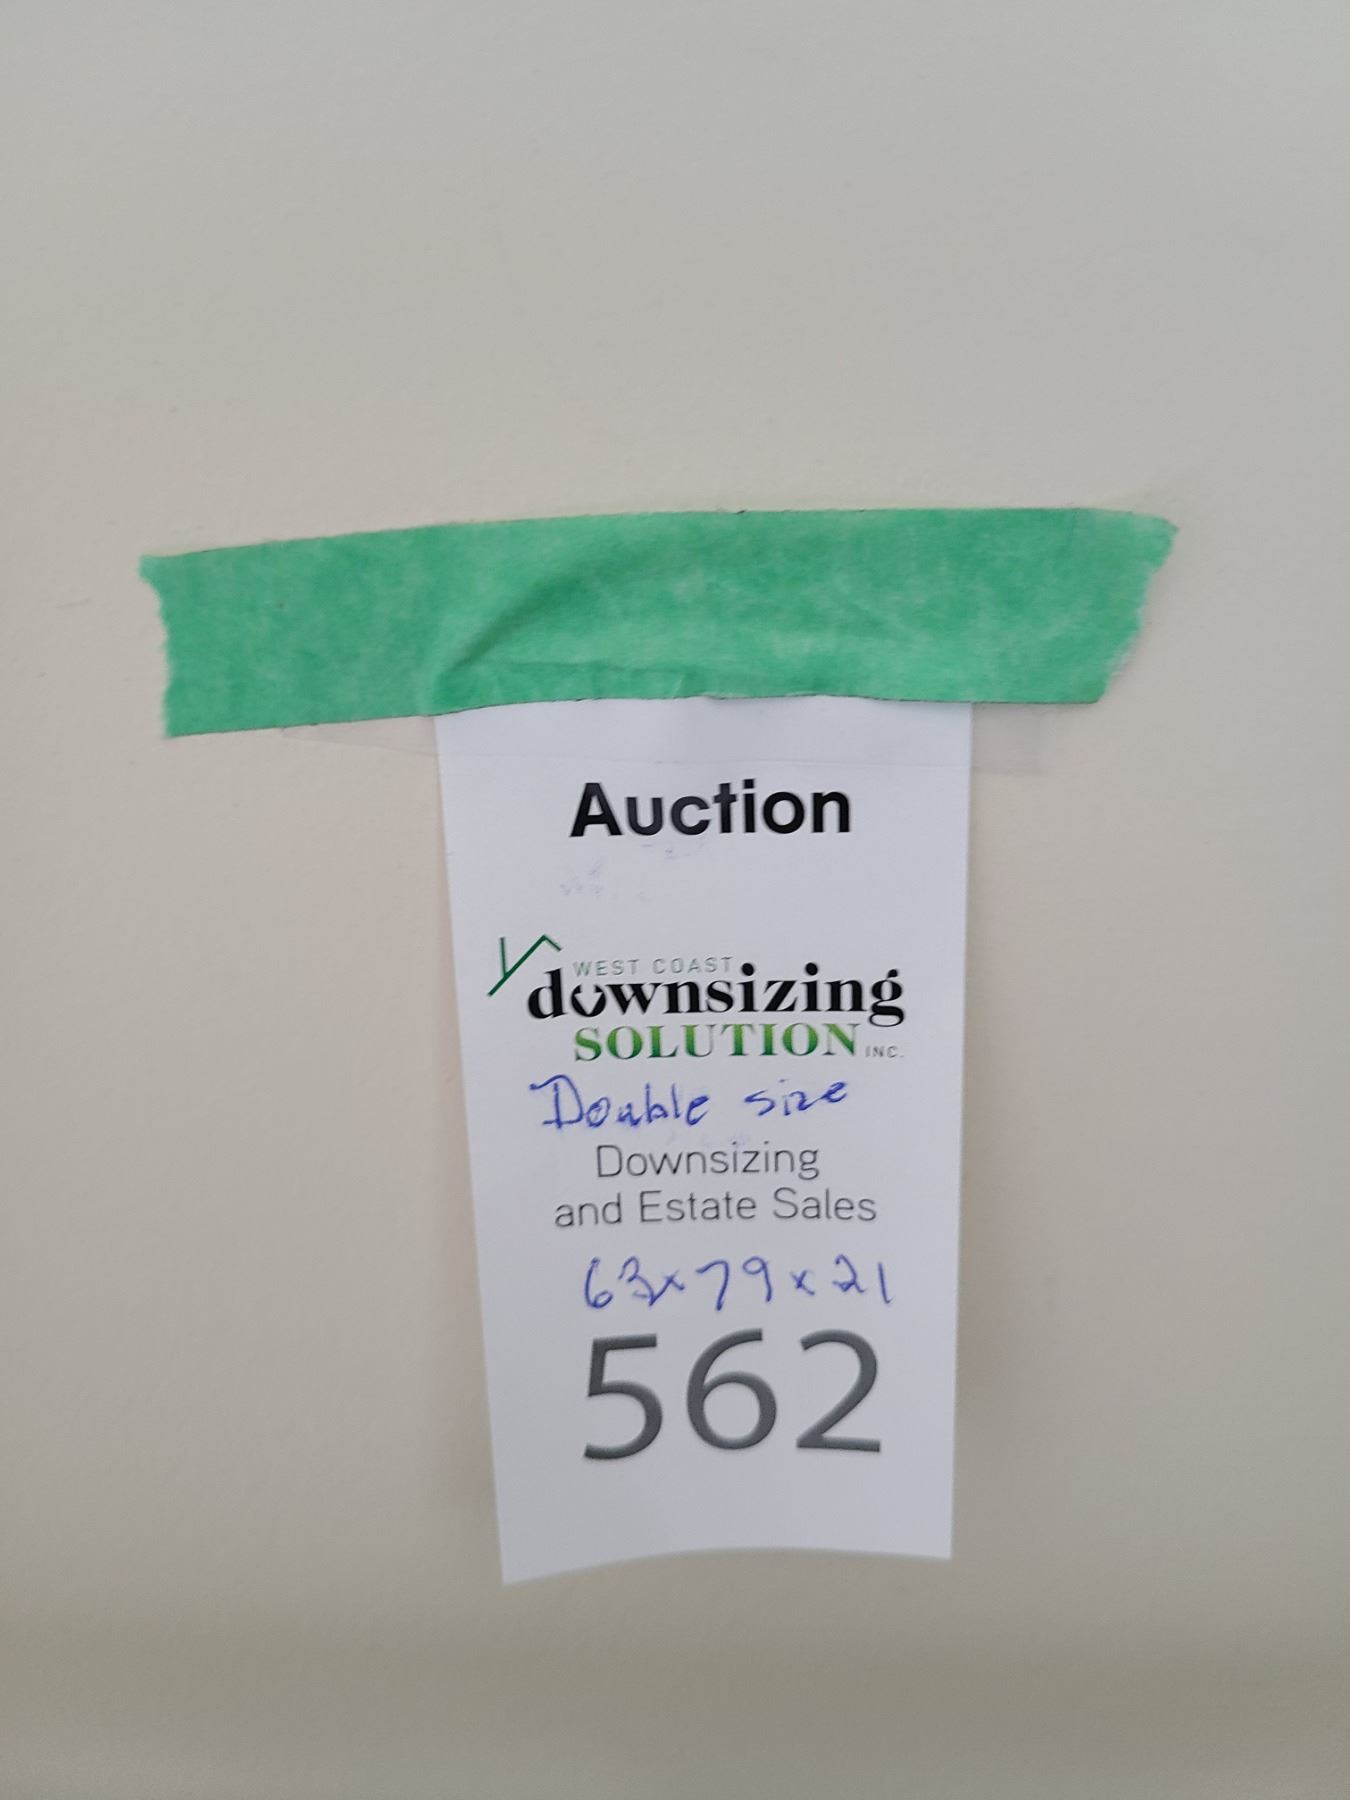 Auction
WEST COAST
downsizing
SOLUTION INC.
Double size
Downsizing
and Estate Sales
63x79x21
562